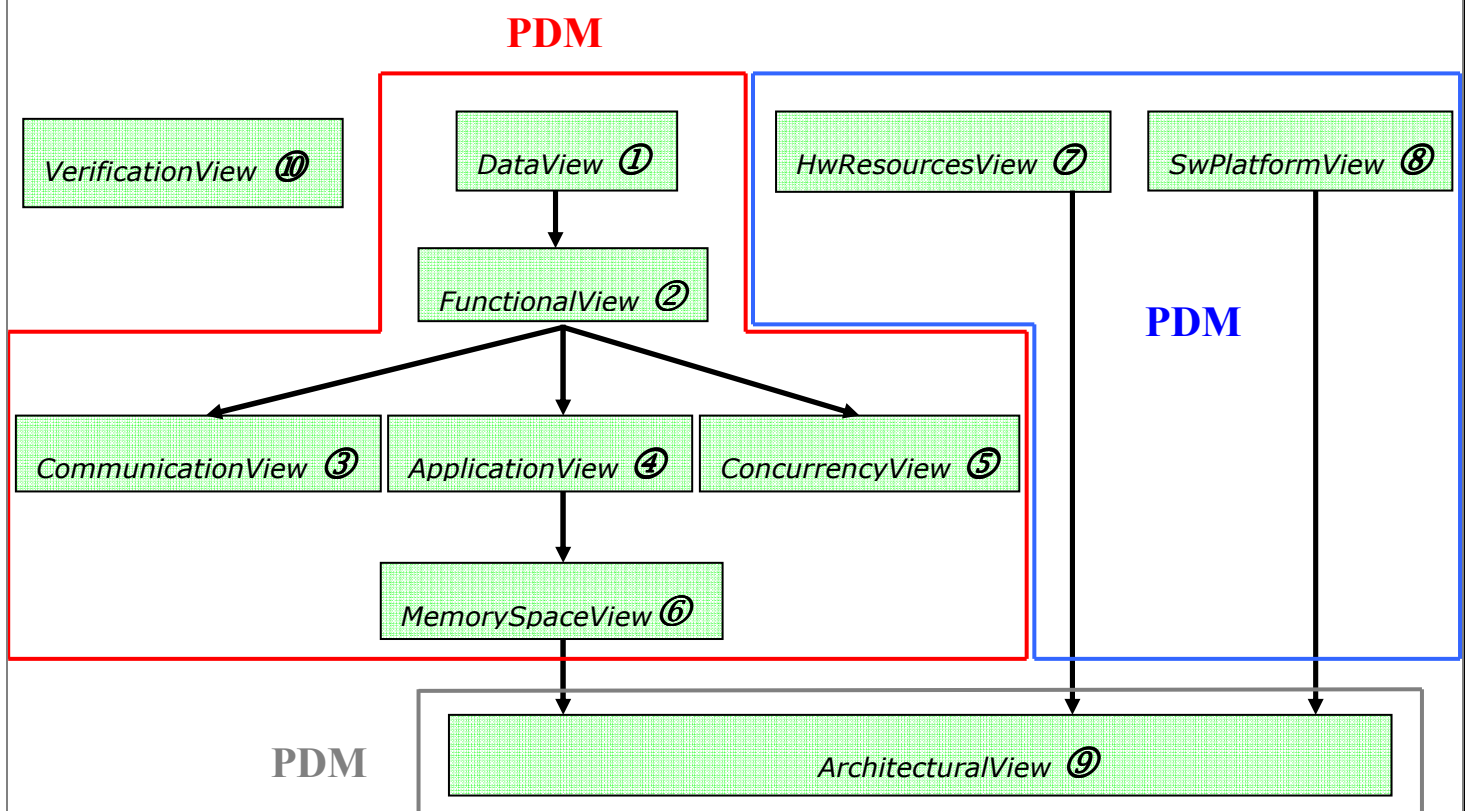 PDM
VerificationView ⑩
DataView ①
HwResourcesView ⑦
SwPlatformView ⑧
FunctionalView ②
PDM
CommunicationView ③
ApplicationView ④
ConcurrencyView ⑤
MemorySpaceView ⑥
PDM
ArchitecturalView ⑨